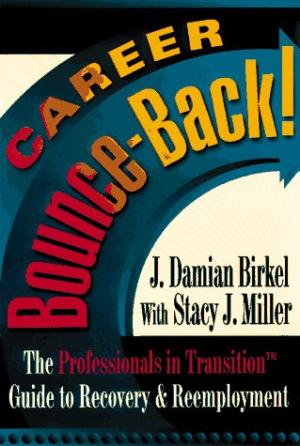 CAREER
Bounce-Back!
J. Damian Birkel
With Stacy J. Miller
The Professionals in Transition™
Guide to Recovery & Reemployment